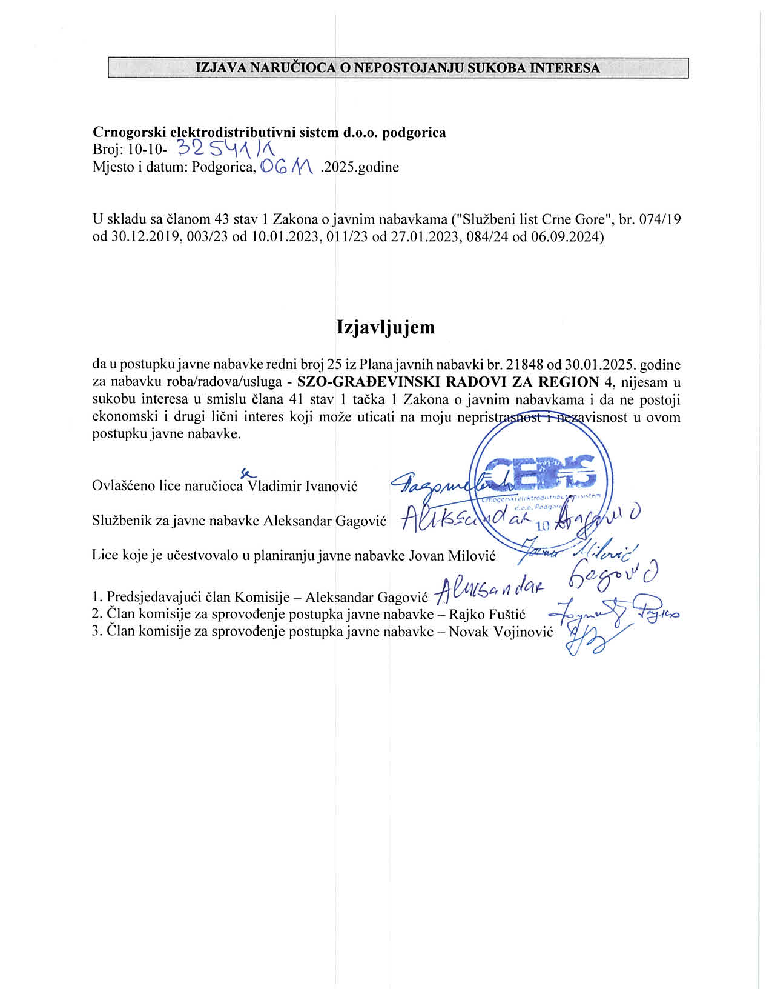 IZJAVA NARUČIOCA O NEPOSTOJANJU SUKOBA INTERESA
Crnogorski elektrodistributivni sistem d.o.o. podgorica
Broj: 10-10- 32541/1
Mjesto i datum: Podgorica, 06 11 .2025.godine
U skladu sa članom 43 stav 1 Zakona o javnim nabavkama ("Službeni list Crne Gore", br. 074/19
od 30.12.2019, 003/23 od 10.01.2023, 011/23 od 27.01.2023, 084/24 od 06.09.2024)
Izjavljujem
da u postupku javne nabavke redni broj 25 iz Plana javnih nabavki br. 21848 od 30.01.2025. godine
za nabavku roba/radova/usluga - SZO-GRAĐEVINSKI RADOVI ZA REGION 4, nijesam u
sukobu interesa u smislu člana 41 stav 1 tačka 1 Zakona o javnim nabavkama i da ne postoji
ekonomski i drugi lični interes koji može uticati na moju nepristrasnost i nezavisnost u ovom
postupku javne nabavke.
CEDIS
Crnogorski elektrodistributivni sistem
d.o.o. Podgorica
10
Ovlašćeno lice naručioca Vladimir Ivanović
Službenik za javne nabavke Aleksandar Gagović Aleksandar Gagović
Lice koje je učestvovalo u planiranju javne nabavke Jovan Milović Jovan Milović
1. Predsjedavajući član Komisije – Aleksandar Gagović Aleksandar Gagović
2. Član komisije za sprovođenje postupka javne nabavke – Rajko Fuštić
3. Član komisije za sprovođenje postupka javne nabavke – Novak Vojinović